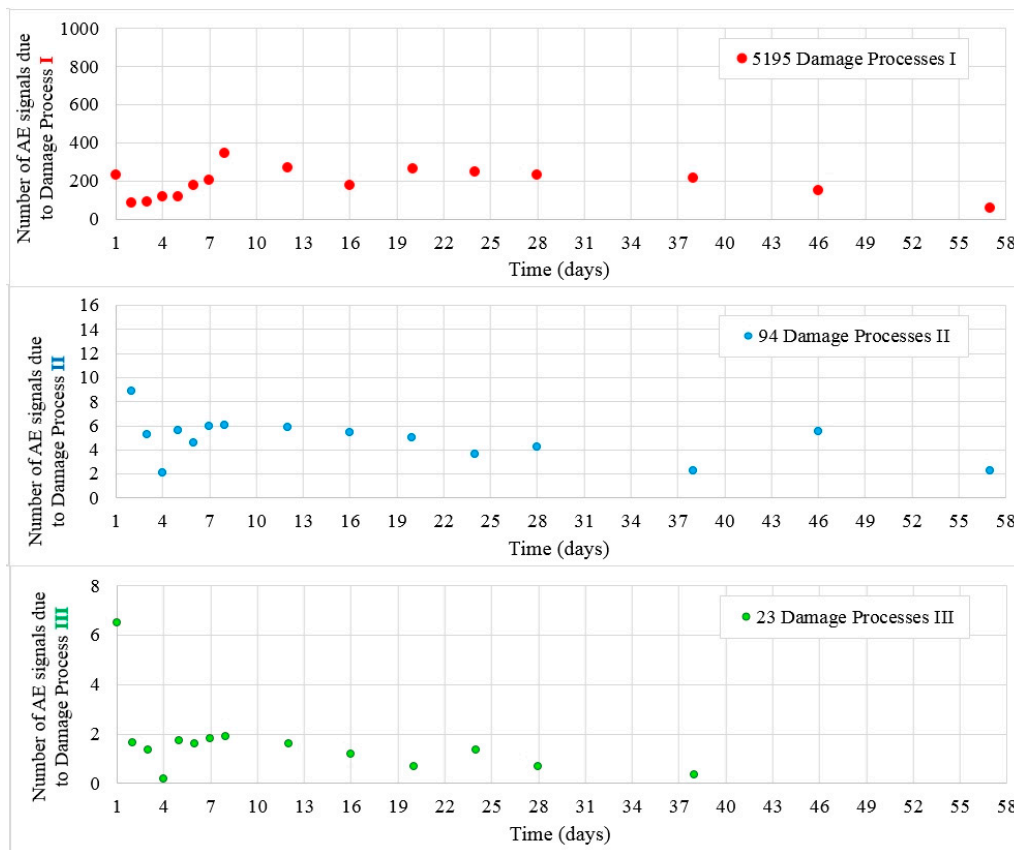 Number of AE signals due
to Damage Process I
1000
800
600
400
200
0
5195 Damage Processes I
1 4 7 10 13 16 19 22 25 28 31 34 37 40 43 46 49 52 55 58
Time (days)
Number of AE signals due
to Damage Process II
16
14
12
10
8
6
4
2
0
94 Damage Processes II
1 4 7 10 13 16 19 22 25 28 31 34 37 40 43 46 49 52 55 58
Time (days)
Number of AE signals due
to Damage Process III
8
6
4
2
0
23 Damage Processes III
1 4 7 10 13 16 19 22 25 28 31 34 37 40 43 46 49 52 55 58
Time (days)